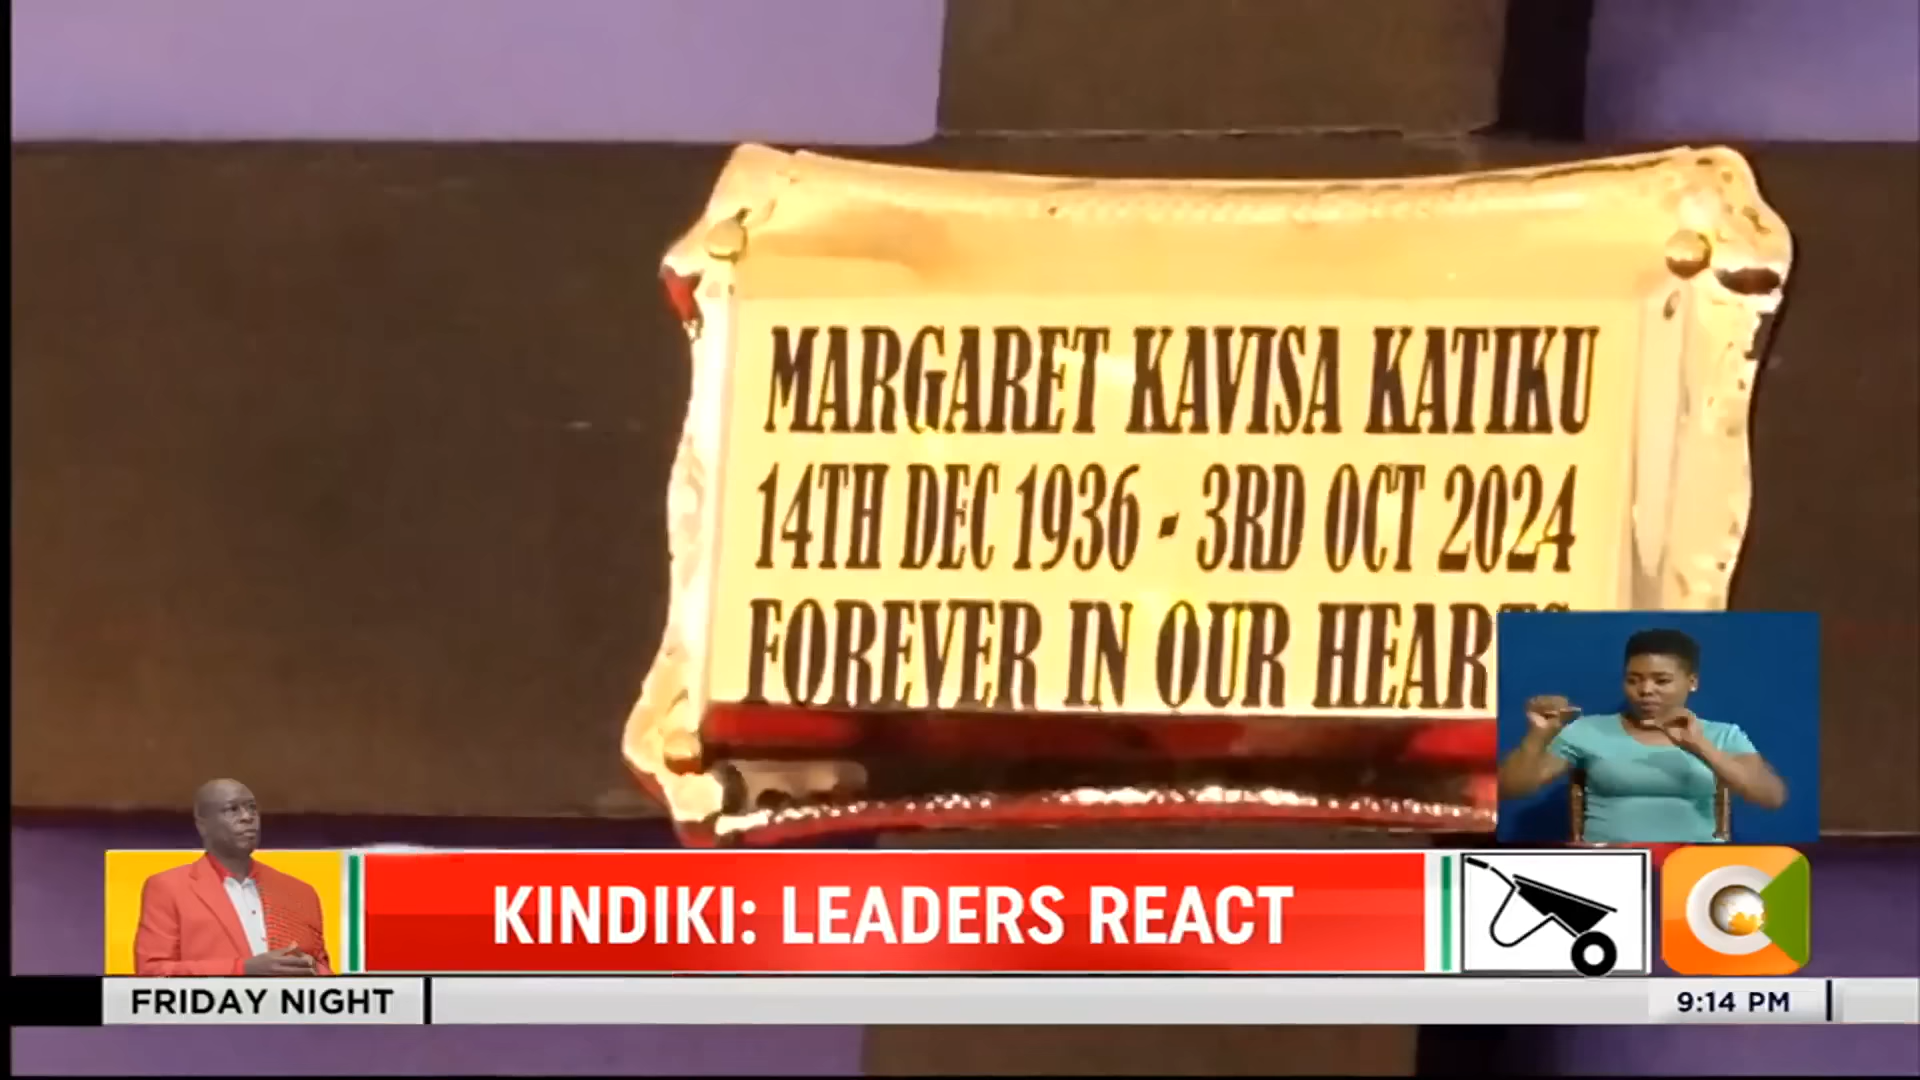 MARGARET KAVISA KATIKU
14TH DEC 1936 - 3RD OCT 2024
FOREVER IN OUR HEARTS
KINDIKI: LEADERS REACT
FRIDAY NIGHT
9:14 PM